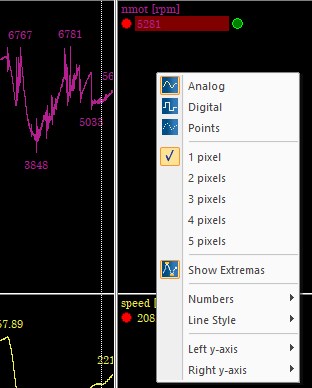 nmot [rpm]
5281
6767
6781
56
5033
3848
Analog
Digital
Points
1 pixel
2 pixels
3 pixels
4 pixels
5 pixels
Show Extremas
Numbers
Line Style
Left y-axis
Right y-axis
speed [
208
57.89
221